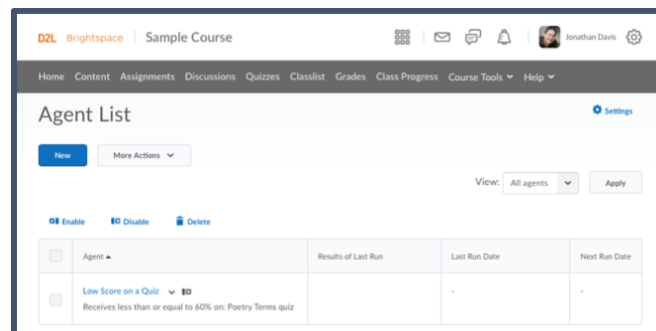 D2L Brightspace Sample Course Jonathan Davis
Home Content Assignments Discussions Quizzes Classlist Grades Class Progress Course Tools Help
Agent List
Settings
New More Actions
View: All agents Apply
Enable Disable Delete
Agent Results of Last Run Last Run Date Next Run Date
Low Score on a Quiz - -
Receives less than or equal to 60% on: Poetry Terms quiz